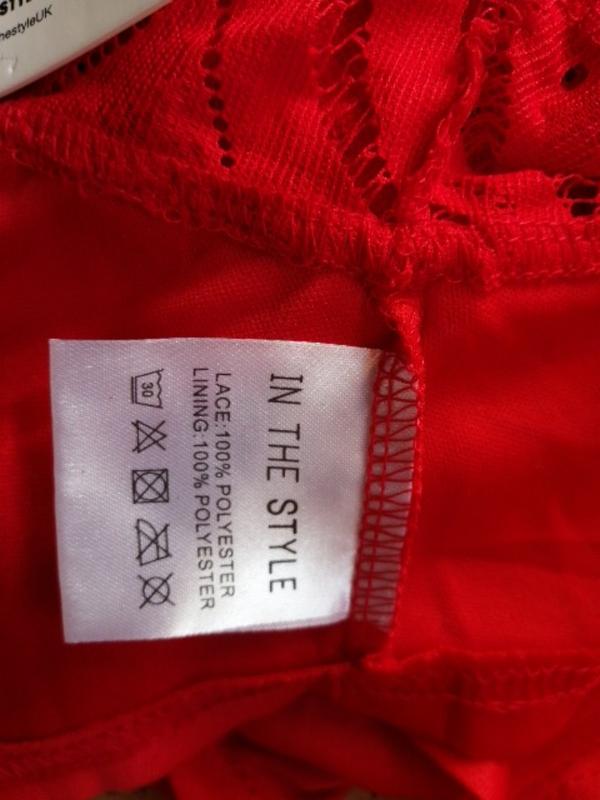 IN THE STYLE
LACE:100% POLYESTER
LINING:100% POLYESTER
30